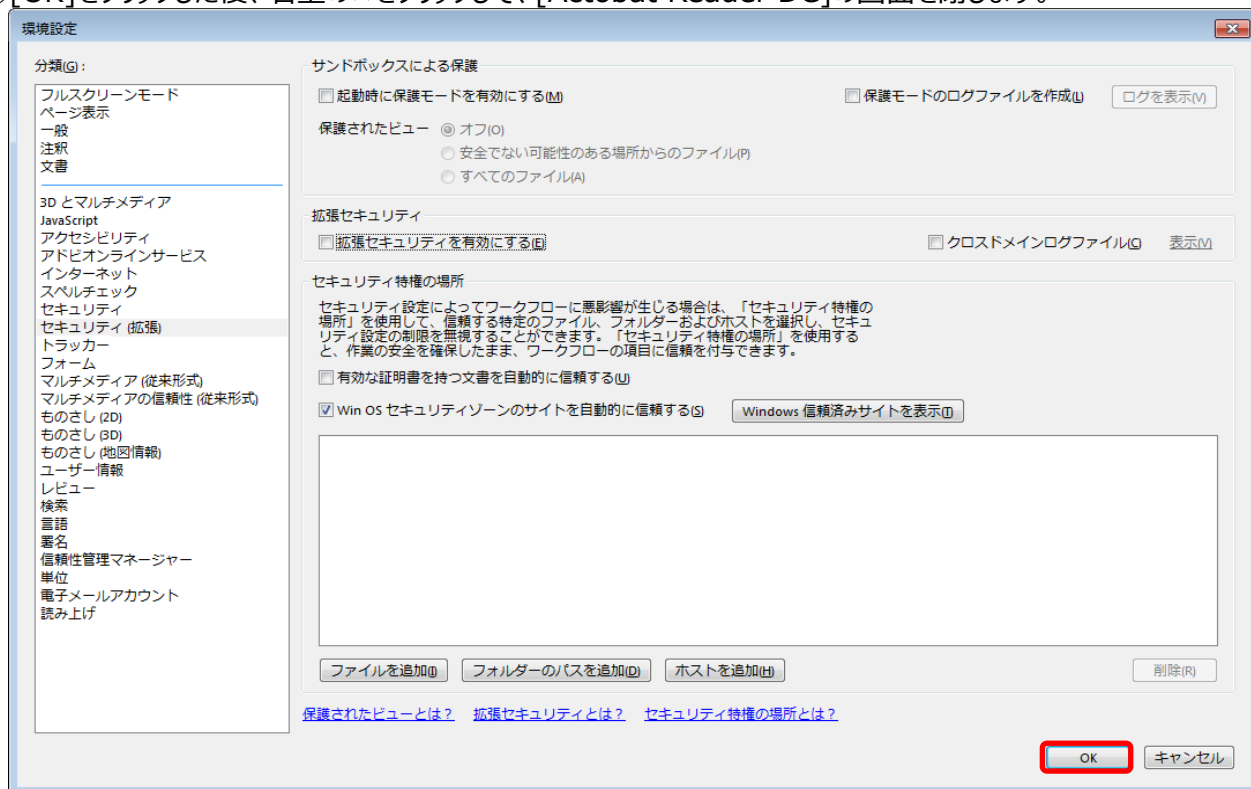 [OK]をクリックした後、右上の×をクリックして、[Acrobat Reader DC]の画面を閉じます。
環境設定
分類(G):
フルスクリーンモード
ページ表示
一般
注釈
文書
3D とマルチメディア
JavaScript
アクセシビリティ
アドビオンラインサービス
インターネット
スペルチェック
セキュリティ
セキュリティ (拡張)
トラッカー
フォーム
マルチメディア (従来形式)
マルチメディアの信頼性 (従来形式)
ものさし (2D)
ものさし (3D)
ものさし (地図情報)
ユーザー情報
レビュー
検索
言語
署名
信頼性管理マネージャー
単位
電子メールアカウント
読み上げ
サンドボックスによる保護
起動時に保護モードを有効にする(M) 保護モードのログファイルを作成(L) ログを表示(V)
保護されたビュー オフ(O)
安全でない可能性のある場所からのファイル(P)
すべてのファイル(A)
拡張セキュリティ
拡張セキュリティを有効にする(E) クロスドメインログファイル(C) 表示(V)
セキュリティ特権の場所
セキュリティ設定によってワークフローに悪影響が生じる場合は、「セキュリティ特権の
場所」を使用して、信頼する特定のファイル、フォルダーおよびホストを選択し、セキュ
リティ設定の制限を無視することができます。「セキュリティ特権の場所」を使用する
と、作業の安全を確保したまま、ワークフローの項目に信頼を付与できます。
有効な証明書を持つ文書を自動的に信頼する(U)
Win OS セキュリティゾーンのサイトを自動的に信頼する(S) Windows 信頼済みサイトを表示(T)
ファイルを追加(I) フォルダーのパスを追加(D) ホストを追加(H) 削除(R)
保護されたビューとは? 拡張セキュリティとは? セキュリティ特権の場所とは?
OK キャンセル